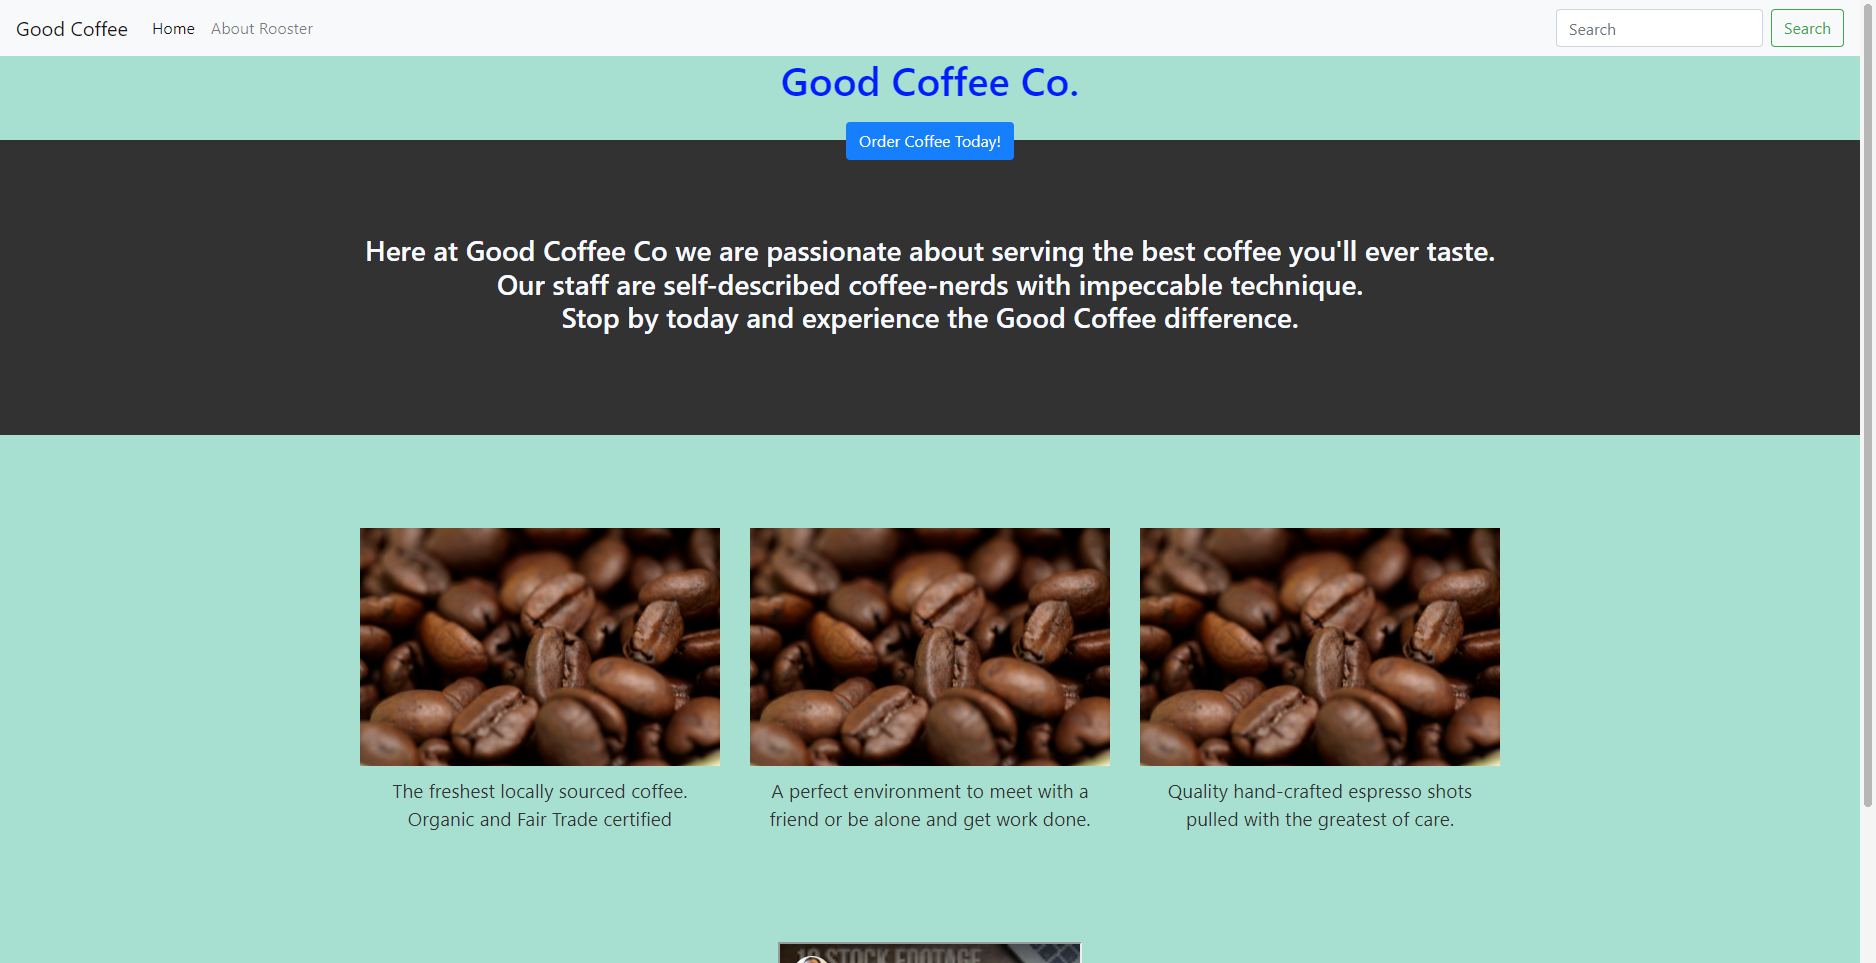 Good Coffee Home About Rooster Search Search
Good Coffee Co.
Order Coffee Today!
Here at Good Coffee Co we are passionate about serving the best coffee you'll ever taste.
Our staff are self-described coffee-nerds with impeccable technique.
Stop by today and experience the Good Coffee difference.
The freshest locally sourced coffee.
Organic and Fair Trade certified
A perfect environment to meet with a
friend or be alone and get work done.
Quality hand-crafted espresso shots
pulled with the greatest of care.
STOCK FOOTAGE